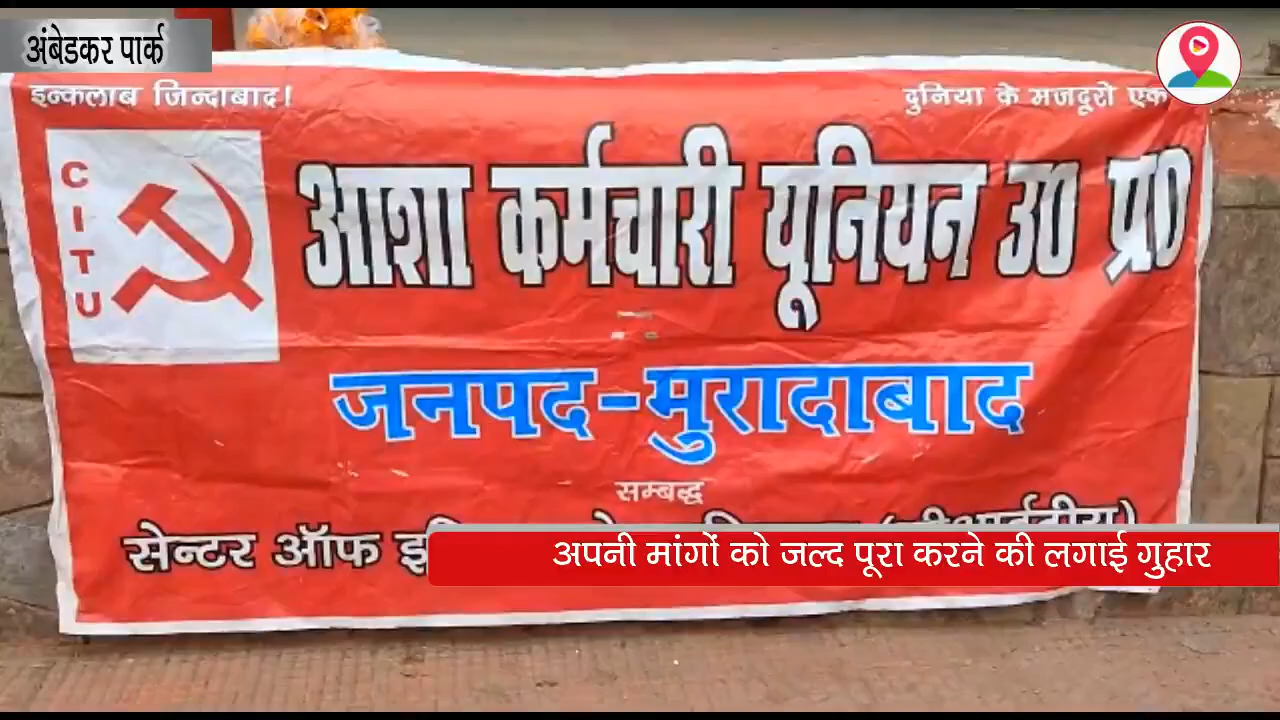 अंबेडकर पार्क
इन्कलाब जिन्दाबाद! दुनिया के मजदूरो एक
CITU
आशा कर्मचारी यूनियन उ0 प्र0
जनपद-मुरादाबाद
सम्बद्ध
सेन्टर ऑफ
अपनी मांगों को जल्द पूरा करने की लगाई गुहार